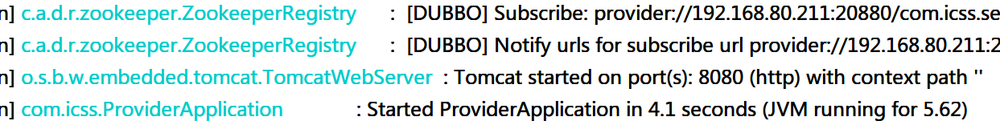 n] c.a.d.r.zookeeper.ZookeeperRegistry : [DUBBO] Subscribe: provider://192.168.80.211:20880/com.icss.se
n] c.a.d.r.zookeeper.ZookeeperRegistry : [DUBBO] Notify urls for subscribe url provider://192.168.80.211:2
n] o.s.b.w.embedded.tomcat.TomcatWebServer : Tomcat started on port(s): 8080 (http) with context path ''
n] com.icss.ProviderApplication : Started ProviderApplication in 4.1 seconds (JVM running for 5.62)